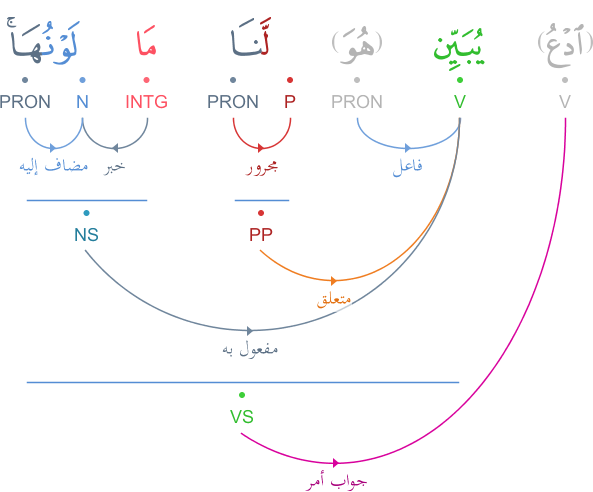 (ٱدْعُ) يُبَيِّن (هُوَ) لَّنَا مَا لَوْنُهَا ۚ
V V PRON P PRON INTG N PRON
فاعل مجرور خبر مضاف إليه
PP NS
متعلق
مفعول به
VS
جواب أمر